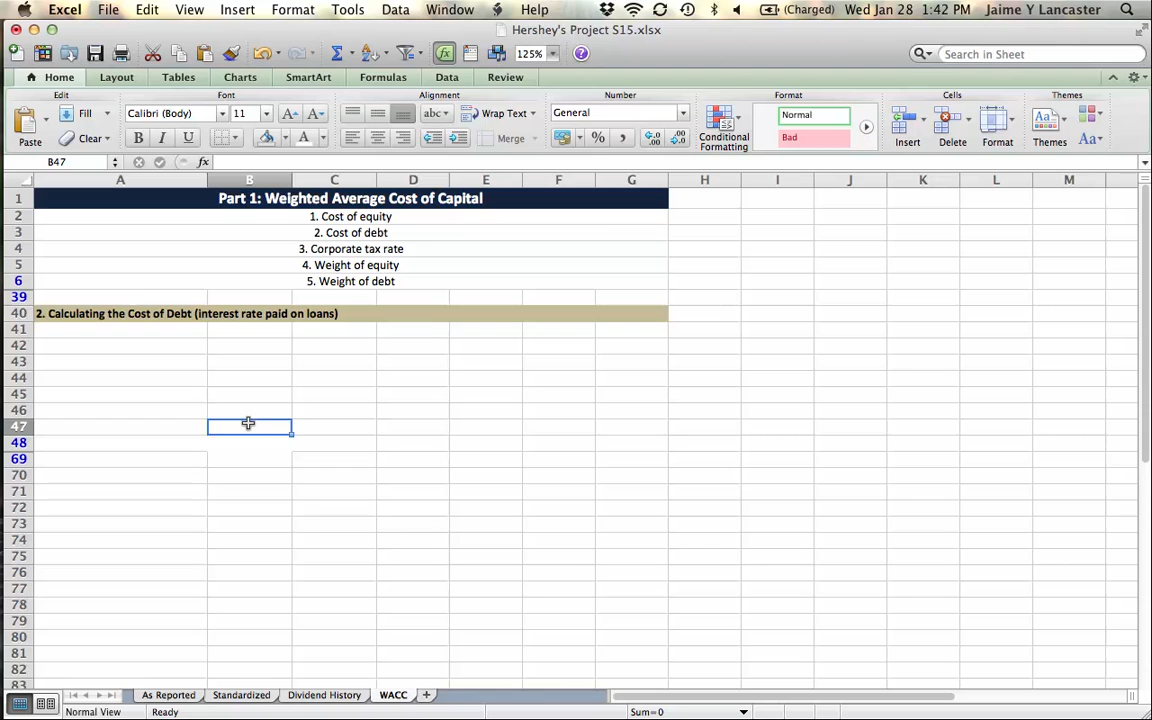 Excel File Edit View Insert Format Tools Data Window Help (Charged) Wed Jan 28 1:42 PM Jaime Y Lancaster
Hershey's Project S15.xlsx
125% Search in Sheet
Home Layout Tables Charts SmartArt Formulas Data Review
Edit Font Alignment Number Format Cells Themes
Fill Calibri (Body) 11 A A abc Wrap Text General Normal
Paste Clear B I U A Merge % , .0 .00 .00 .0 Conditional Formatting Bad Insert Delete Format Themes Aa
B47 fx
A B C D E F G H I J K L M
1 Part 1: Weighted Average Cost of Capital
2 1. Cost of equity
3 2. Cost of debt
4 3. Corporate tax rate
5 4. Weight of equity
6 5. Weight of debt
39
40 2. Calculating the Cost of Debt (interest rate paid on loans)
41
42
43
44
45
46
47
48
69
70
71
72
73
74
75
76
77
78
79
80
81
82
83
As Reported Standardized Dividend History WACC
Normal View Ready Sum=0